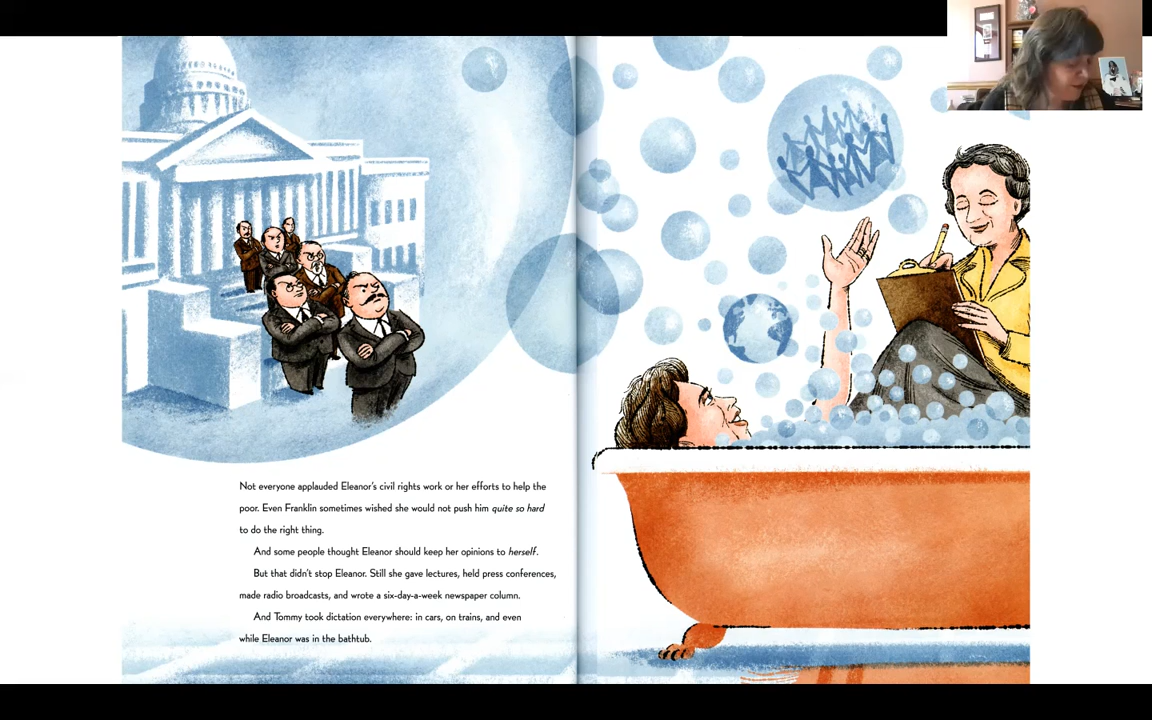 Not everyone applauded Eleanor's civil rights work or her efforts to help the
poor. Even Franklin sometimes wished she would not push him quite so hard
to do the right thing.
And some people thought Eleanor should keep her opinions to herself.
But that didn't stop Eleanor. Still she gave lectures, held press conferences,
made radio broadcasts, and wrote a six-day-a-week newspaper column.
And Tommy took dictation everywhere: in cars, on trains, and even
while Eleanor was in the bathtub.